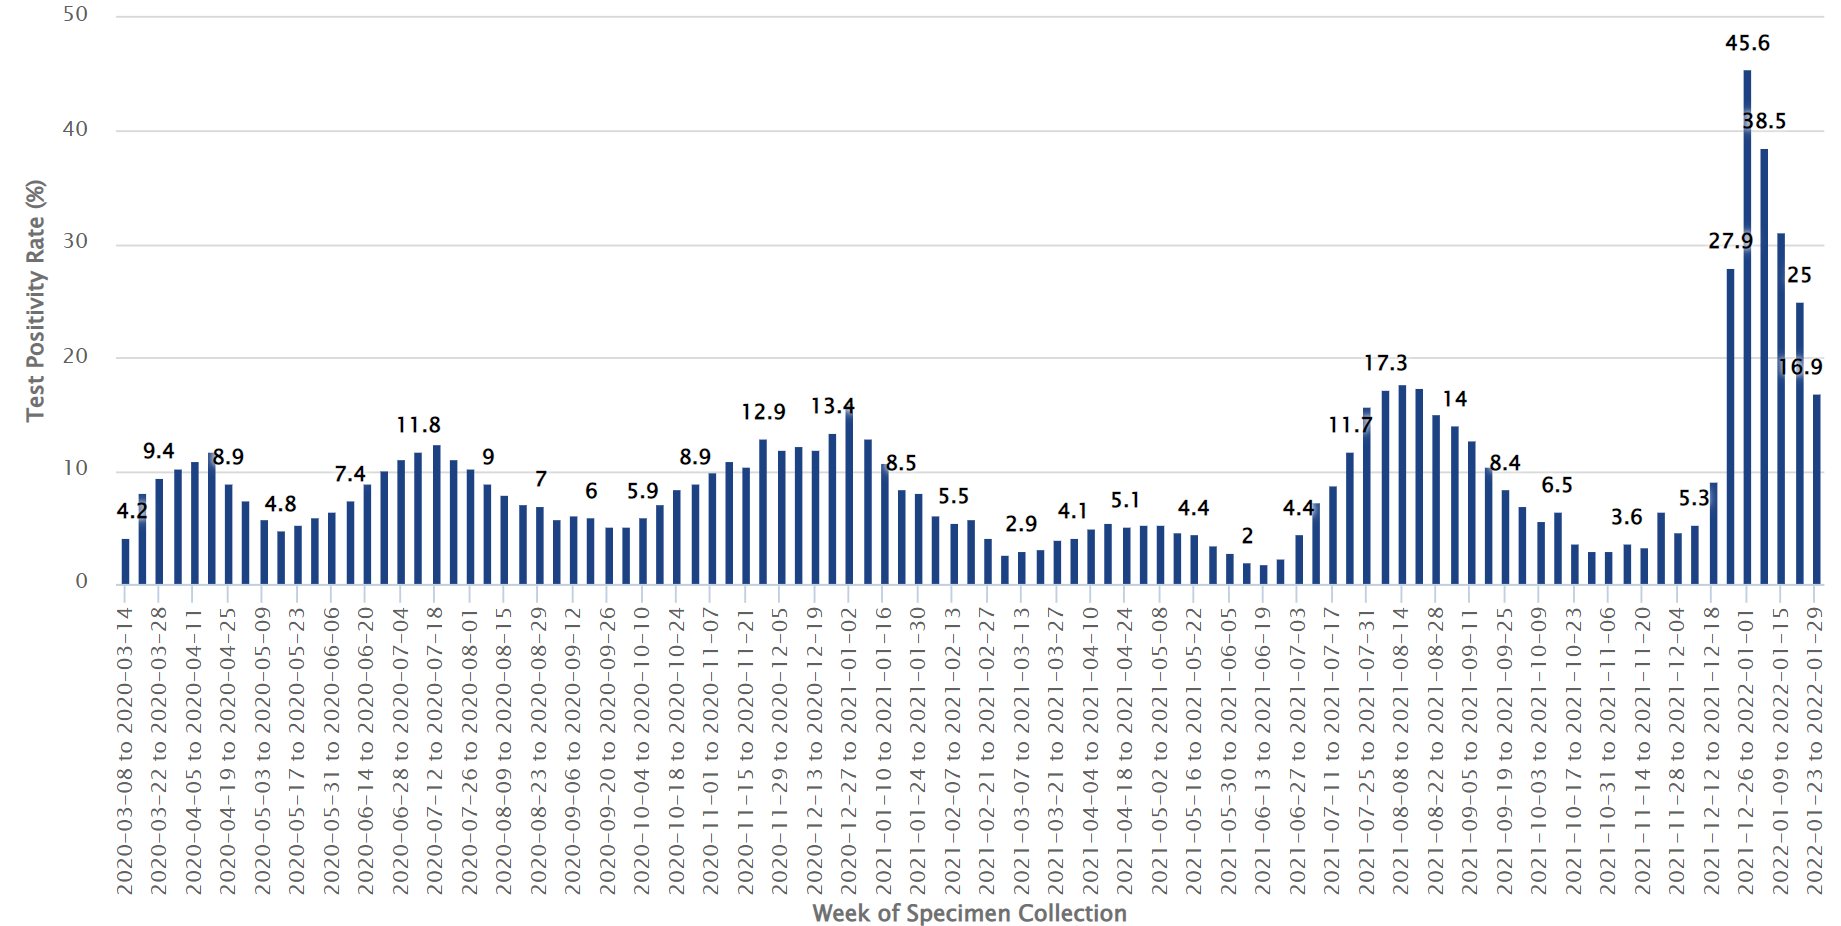 50
40
30
20
10
0
Test Positivity Rate (%)
4.2
9.4
8.9
4.8
7.4
11.8
9
7
6
5.9
8.9
12.9
13.4
8.5
5.5
2.9
4.1
5.1
4.4
2
4.4
11.7
17.3
14
8.4
6.5
3.6
5.3
27.9
45.6
38.5
25
16.9
2020-03-08 to 2020-03-14
2020-03-22 to 2020-03-28
2020-04-05 to 2020-04-11
2020-04-19 to 2020-04-25
2020-05-03 to 2020-05-09
2020-05-17 to 2020-05-23
2020-05-31 to 2020-06-06
2020-06-14 to 2020-06-20
2020-06-28 to 2020-07-04
2020-07-12 to 2020-07-18
2020-07-26 to 2020-08-01
2020-08-09 to 2020-08-15
2020-08-23 to 2020-08-29
2020-09-06 to 2020-09-12
2020-09-20 to 2020-09-26
2020-10-04 to 2020-10-10
2020-10-18 to 2020-10-24
2020-11-01 to 2020-11-07
2020-11-15 to 2020-11-21
2020-11-29 to 2020-12-05
2020-12-13 to 2020-12-19
2020-12-27 to 2021-01-02
2021-01-10 to 2021-01-16
2021-01-24 to 2021-01-30
2021-02-07 to 2021-02-13
2021-02-21 to 2021-02-27
2021-03-07 to 2021-03-13
2021-03-21 to 2021-03-27
2021-04-04 to 2021-04-10
2021-04-18 to 2021-04-24
2021-05-02 to 2021-05-08
2021-05-16 to 2021-05-22
2021-05-30 to 2021-06-05
2021-06-13 to 2021-06-19
2021-06-27 to 2021-07-03
2021-07-11 to 2021-07-17
2021-07-25 to 2021-07-31
2021-08-08 to 2021-08-14
2021-08-22 to 2021-08-28
2021-09-05 to 2021-09-11
2021-09-19 to 2021-09-25
2021-10-03 to 2021-10-09
2021-10-17 to 2021-10-23
2021-10-31 to 2021-11-06
2021-11-14 to 2021-11-20
2021-11-28 to 2021-12-04
2021-12-12 to 2021-12-18
2021-12-26 to 2022-01-01
2022-01-09 to 2022-01-15
2022-01-23 to 2022-01-29
Week of Specimen Collection